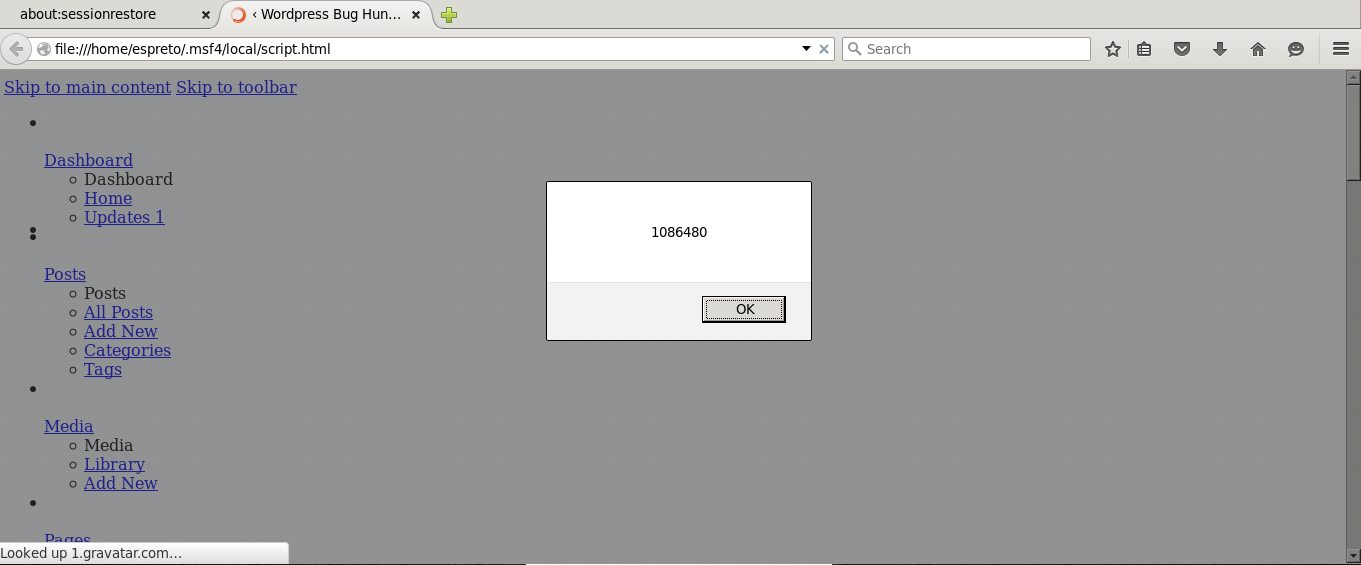 about:sessionrestore
‹ Wordpress Bug Hun...
file:///home/espreto/.msf4/local/script.html
Search
Skip to main content Skip to toolbar
Dashboard
Dashboard
Home
Updates 1
Posts
Posts
All Posts
Add New
Categories
Tags
Media
Media
Library
Add New
Pages
1086480
OK
Looked up 1.gravatar.com...